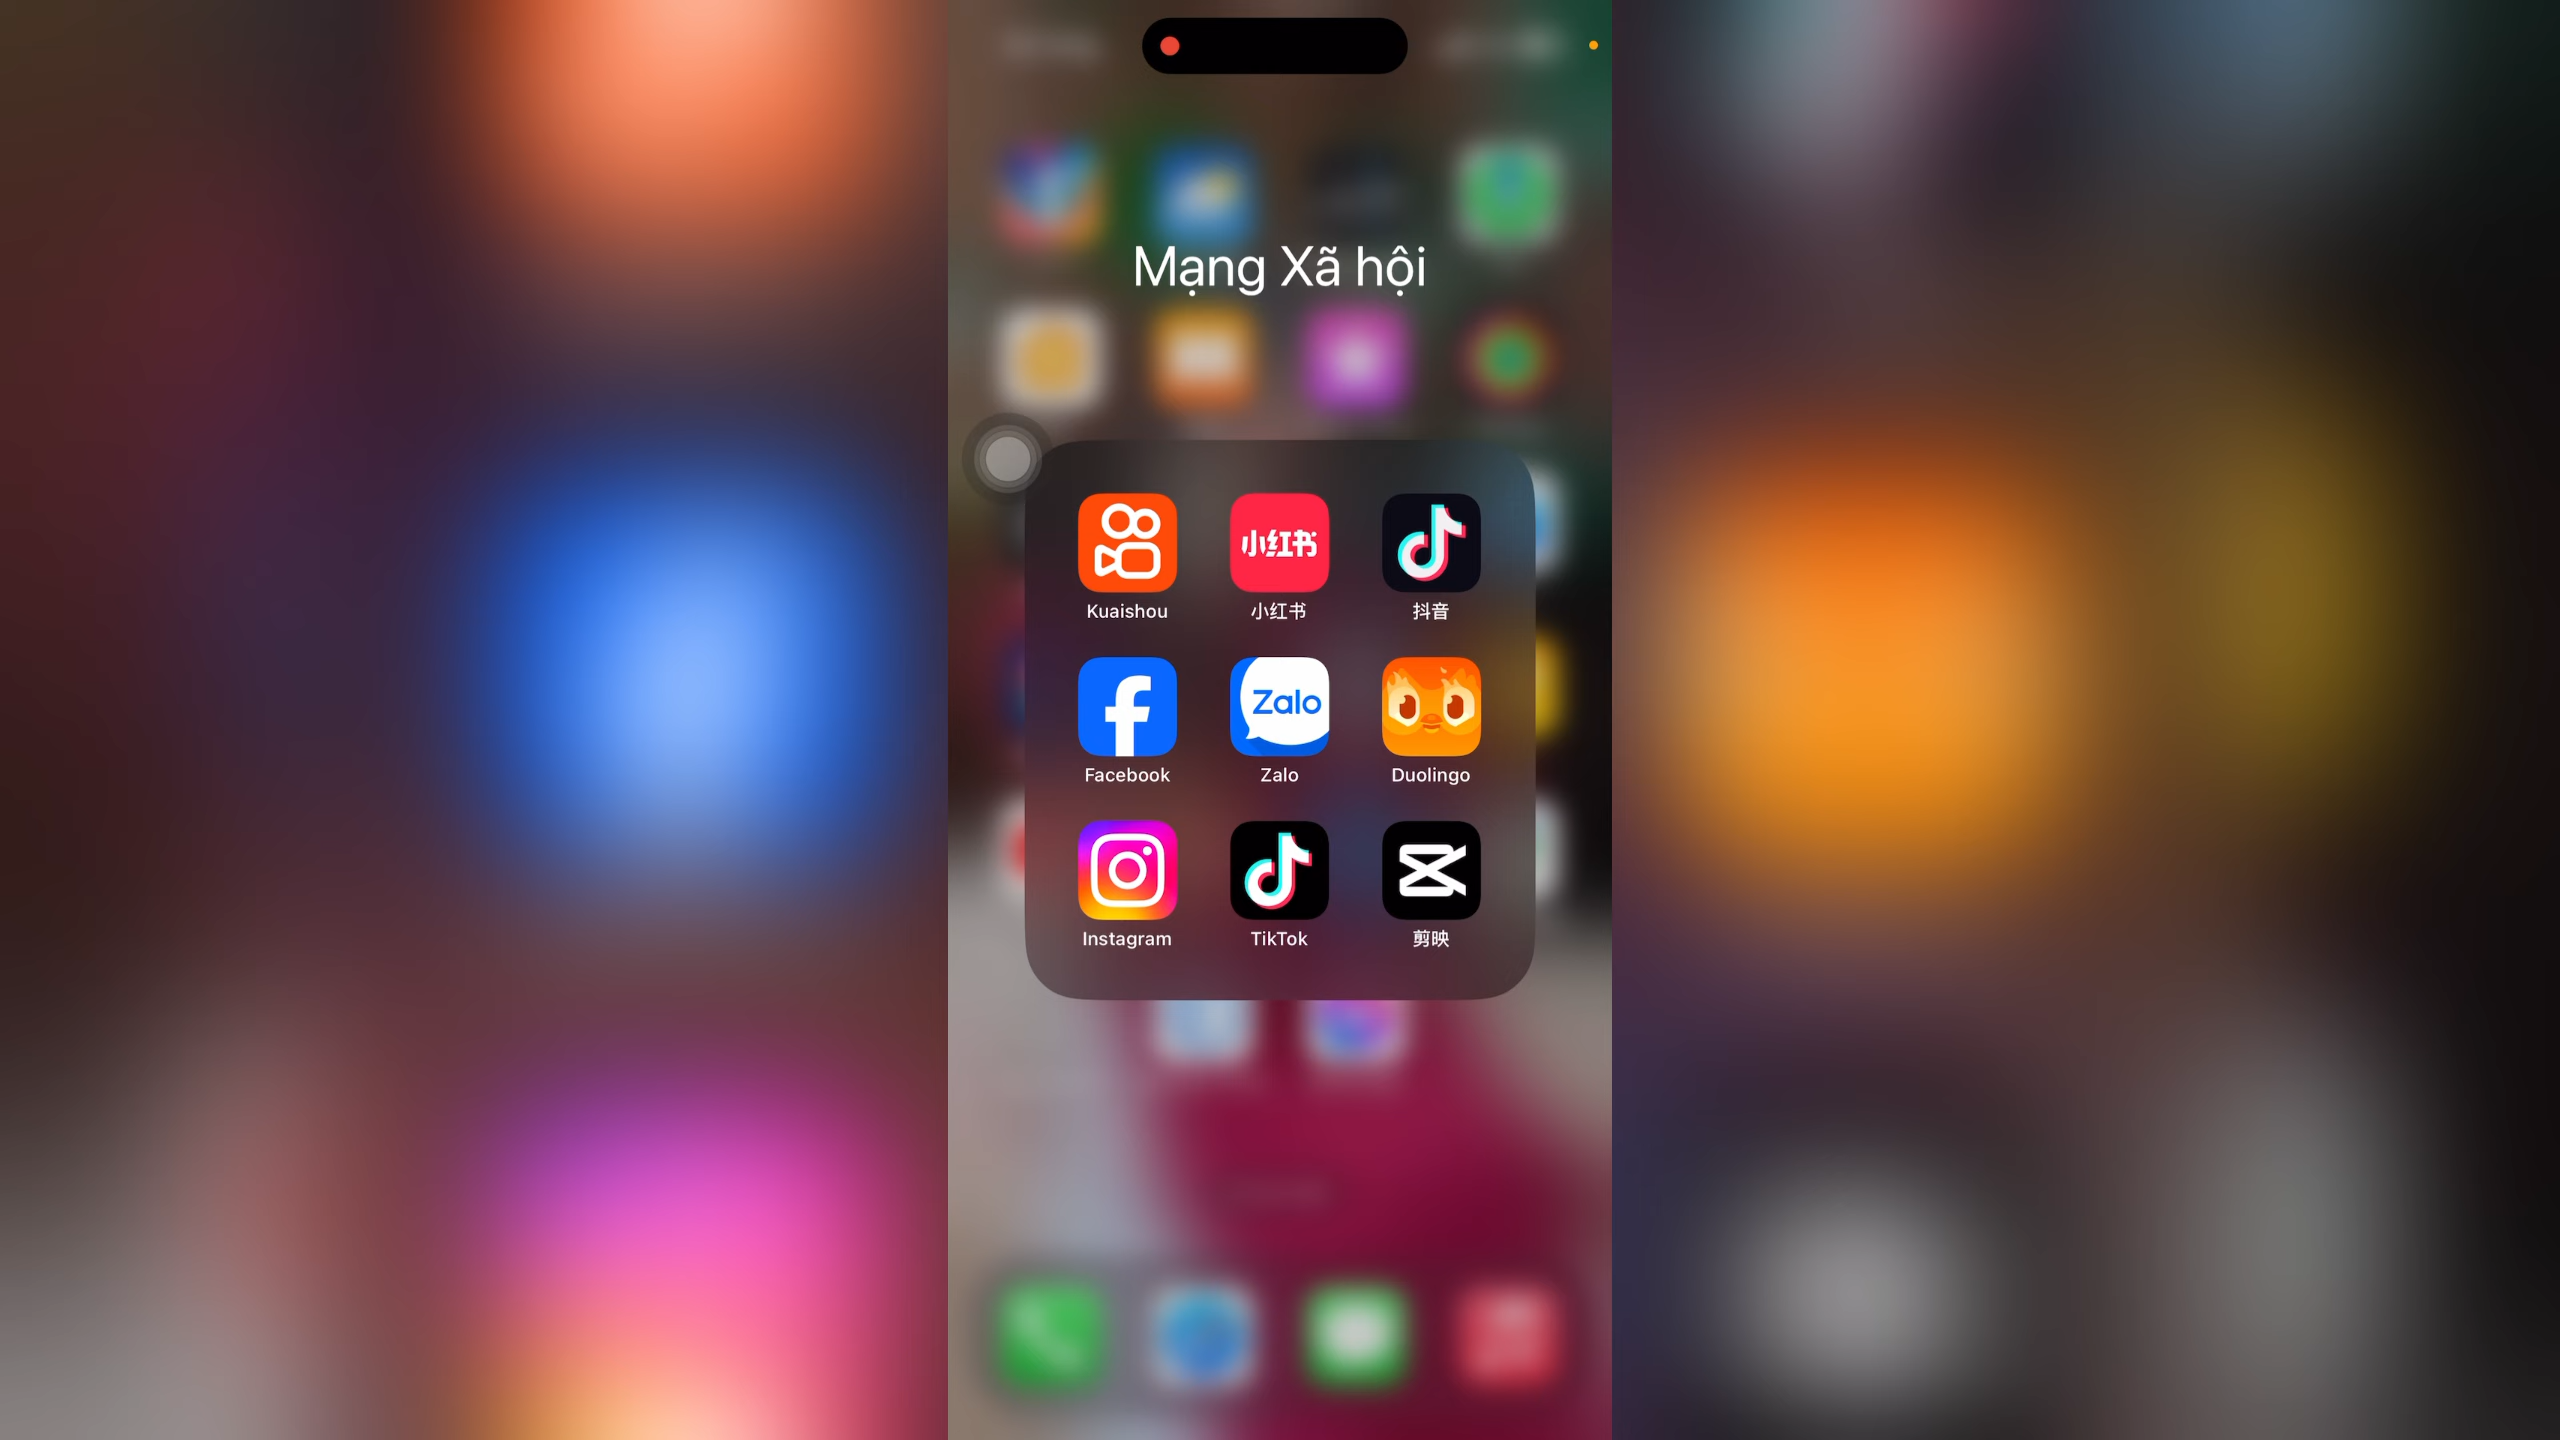 Mạng Xã hội
小红书
Kuaishou
小红书
抖音
Zalo
Facebook
Zalo
Duolingo
Instagram
TikTok
剪映